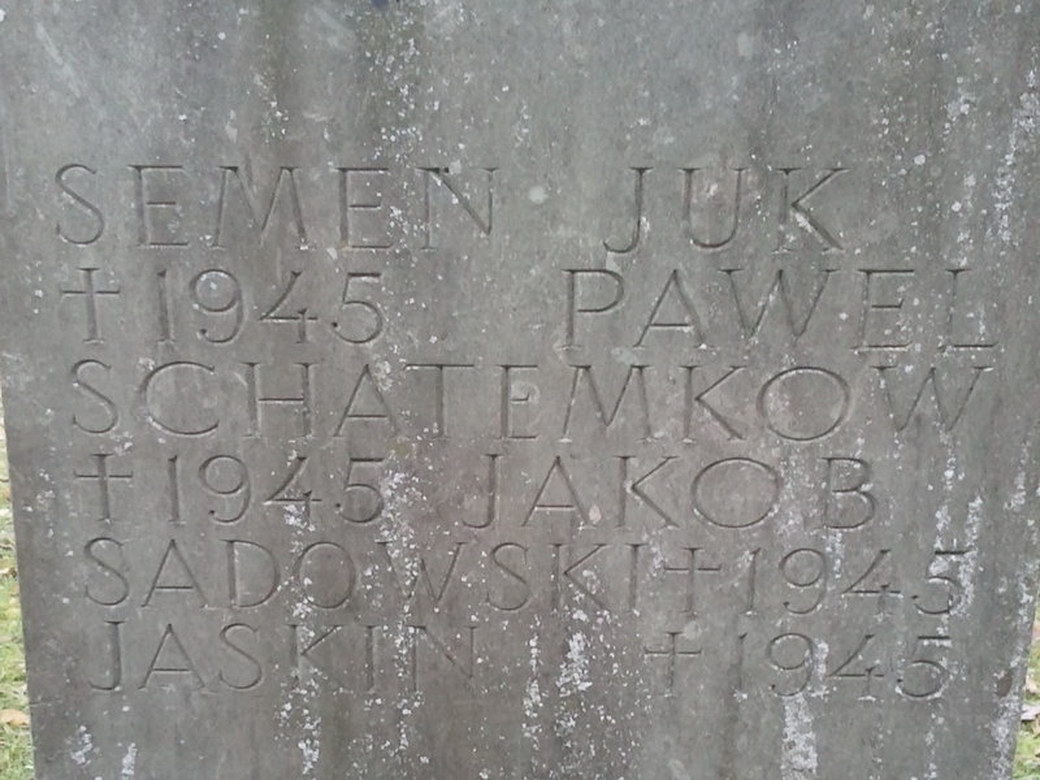 SEMEN JUK
† 1945 PAWEL
SCHATEMKOW
† 1945 JAKOB
SADOWSKI † 1945
JASKIN † 1945